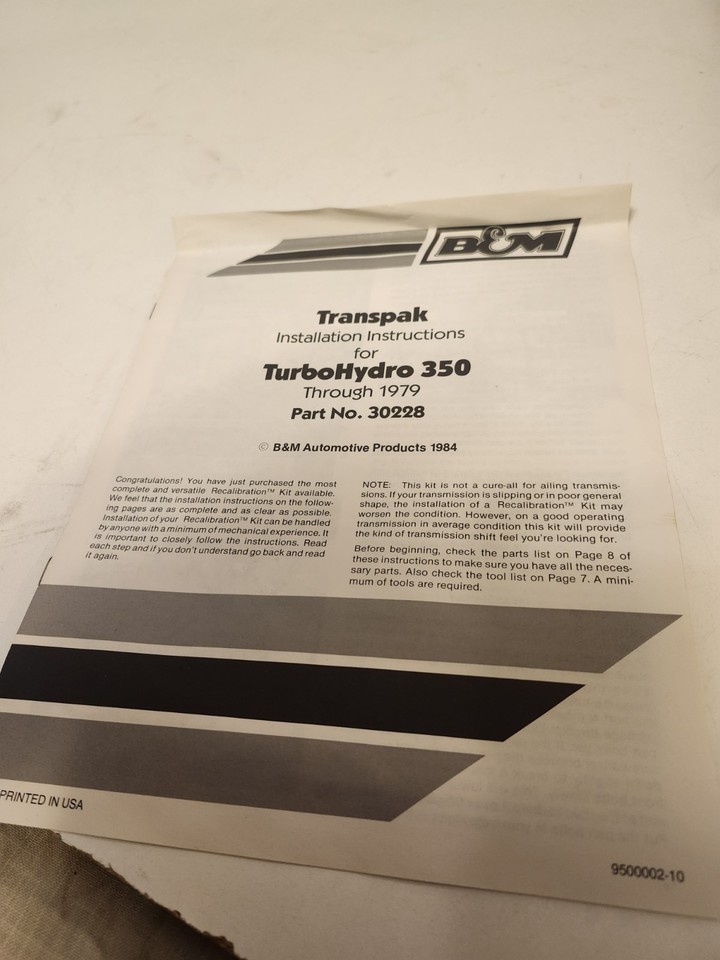 B&M
Transpak
Installation Instructions
for
TurboHydro 350
Through 1979
Part No. 30228
© B&M Automotive Products 1984
Congratulations! You have just purchased the most
complete and versatile Recalibration™ Kit available.
We feel that the installation instructions on the follow-
ing pages are as complete and as clear as possible.
Installation of your Recalibration™ Kit can be handled
by anyone with a minimum of mechanical experience. It
is important to closely follow the instructions. Read
each step and if you don't understand go back and read
it again.
NOTE: This kit is not a cure-all for ailing transmis-
sions. If your transmission is slipping or in poor general
shape, the installation of a Recalibration™ Kit may
worsen the condition. However, on a good operating
transmission in average condition this kit will provide
the kind of transmission shift feel you're looking for.
Before beginning, check the parts list on Page 8 of
these instructions to make sure you have all the neces-
sary parts. Also check the tool list on Page 7. A mini-
mum of tools are required.
PRINTED IN USA
9500002-10